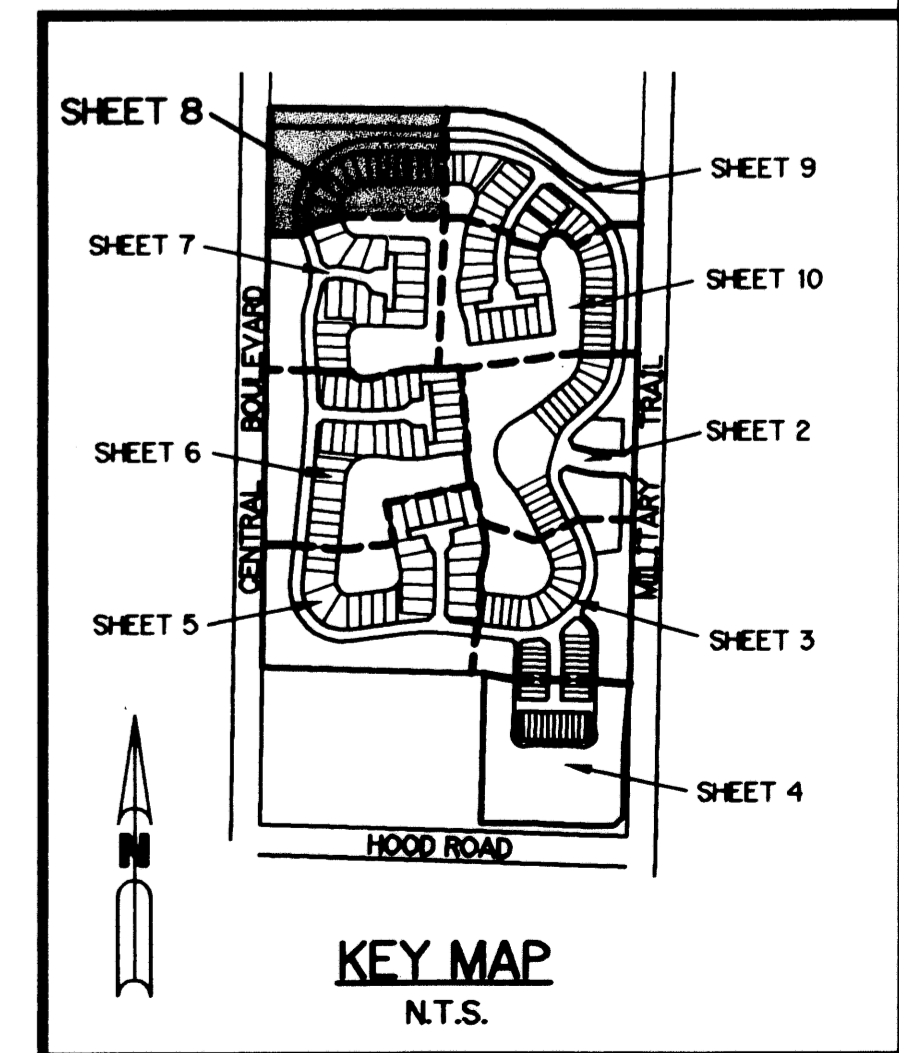 SHEET 8
SHEET 9
SHEET 7
SHEET 10
CENTRAL BOULEVARD
MILITARY TRAIL
SHEET 2
SHEET 6
SHEET 5
SHEET 3
SHEET 4
HOOD ROAD
N
KEY MAP
N.T.S.